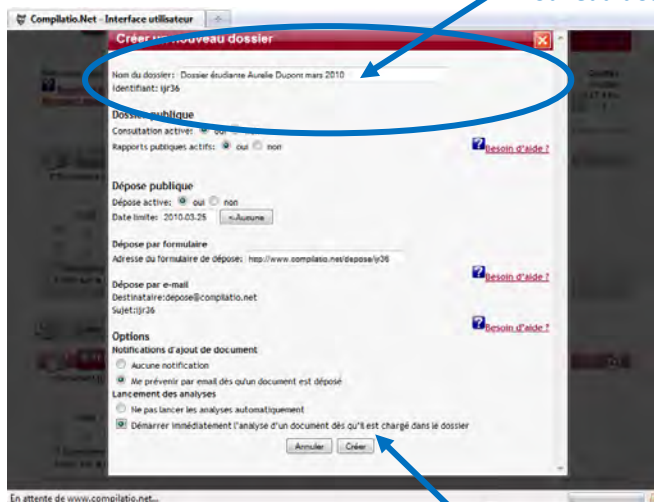 Compilatio.Net - Interface utilisateur
Créer un nouveau dossier
Nom du dossier: Dossier étudiante Aurelie Dupont mars 2010
Identifiant: ijr36
Dossier publique
Consultation active: oui
Rapports publiques actifs: oui non
Besoin d'aide ?
Dépose publique
Dépose active: oui non
Date limite: 2010-03-25 <-Aucune
Dépose par formulaire
Adresse du formulaire de dépose: http://www.compilatio.net/depose/ijr36
Besoin d'aide ?
Dépose par e-mail
Destinataire:depose@compilatio.net
Sujet:ijr36
Besoin d'aide ?
Options
Notifications d'ajout de document
Aucune notification
Me prévenir par email dès qu'un document est déposé
Lancement des analyses
Ne pas lancer les analyses automatiquement
Démarrer immédiatement l'analyse d'un document dès qu'il est chargé dans le dossier
Annuler Créer
En attente de www.compilatio.net...